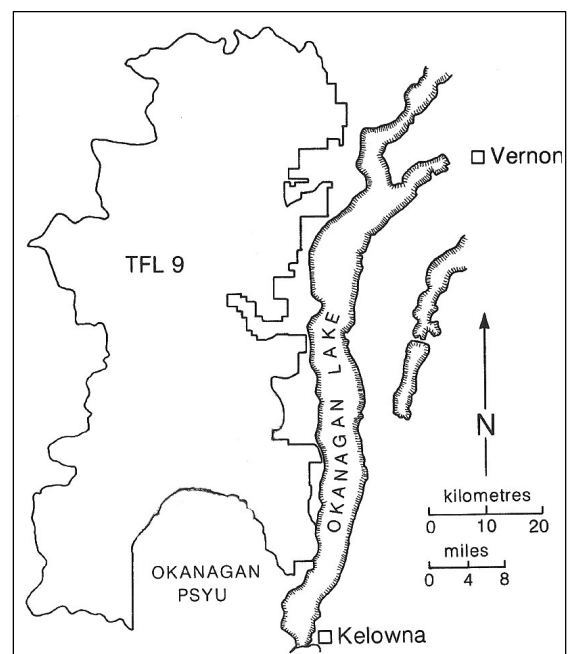 Vernon
TFL 9
OKANAGAN LAKE
N
kilometres
0 10 20
miles
0 4 8
OKANAGAN
PSYU
Kelowna